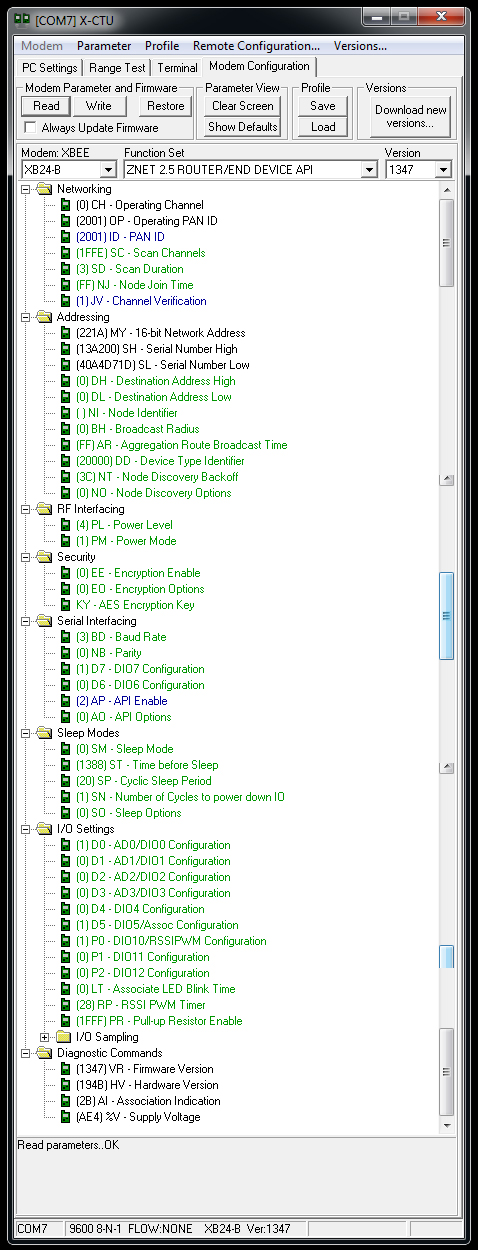 [COM7] X-CTU
Modem Parameter Profile Remote Configuration... Versions...
PC Settings Range Test Terminal Modem Configuration
Modem Parameter and Firmware Parameter View Profile Versions
Read Write Restore Clear Screen Save Download new versions...
Always Update Firmware Show Defaults Load
Modem: XBEE Function Set Version
XB24-B ZNET 2.5 ROUTER/END DEVICE API 1347
Networking
(0) CH - Operating Channel
(2001) OP - Operating PAN ID
(2001) ID - PAN ID
(1FFE) SC - Scan Channels
(3) SD - Scan Duration
(FF) NJ - Node Join Time
(1) JV - Channel Verification
Addressing
(221A) MY - 16-bit Network Address
(13A200) SH - Serial Number High
(40A4D71D) SL - Serial Number Low
(0) DH - Destination Address High
(0) DL - Destination Address Low
( ) NI - Node Identifier
(0) BH - Broadcast Radius
(FF) AR - Aggregation Route Broadcast Time
(20000) DD - Device Type Identifier
(3C) NT - Node Discovery Backoff
(0) NO - Node Discovery Options
RF Interfacing
(4) PL - Power Level
(1) PM - Power Mode
Security
(0) EE - Encryption Enable
(0) EO - Encryption Options
KY - AES Encryption Key
Serial Interfacing
(3) BD - Baud Rate
(0) NB - Parity
(1) D7 - DIO7 Configuration
(0) D6 - DIO6 Configuration
(2) AP - API Enable
(0) AO - API Options
Sleep Modes
(0) SM - Sleep Mode
(1388) ST - Time before Sleep
(20) SP - Cyclic Sleep Period
(1) SN - Number of Cycles to power down IO
(0) SO - Sleep Options
I/O Settings
(1) D0 - AD0/DIO0 Configuration
(0) D1 - AD1/DIO1 Configuration
(0) D2 - AD2/DIO2 Configuration
(0) D3 - AD3/DIO3 Configuration
(0) D4 - DIO4 Configuration
(1) D5 - DIO5/Assoc Configuration
(1) P0 - DIO10/RSSIPWM Configuration
(0) P1 - DIO11 Configuration
(0) P2 - DIO12 Configuration
(0) LT - Associate LED Blink Time
(28) RP - RSSI PWM Timer
(1FFF) PR - Pull-up Resistor Enable
I/O Sampling
Diagnostic Commands
(1347) VR - Firmware Version
(194B) HV - Hardware Version
(2B) AI - Association Indication
(AE4) %V - Supply Voltage
Read parameters..OK
COM7 9600 8-N-1 FLOW:NONE XB24-B Ver:1347